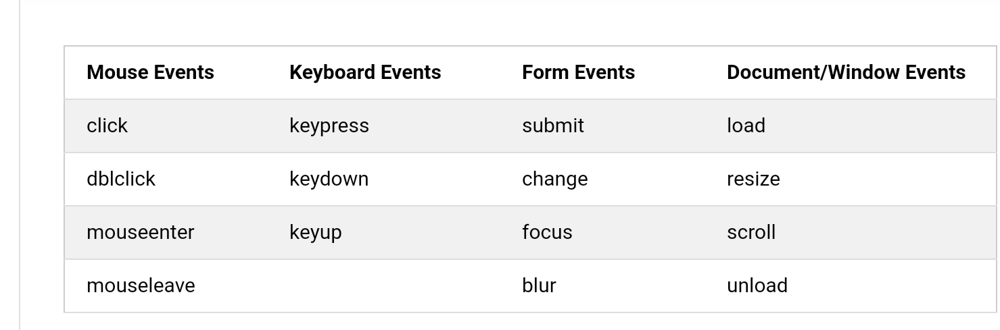 Mouse Events Keyboard Events Form Events Document/Window Events
click keypress submit load
dblclick keydown change resize
mouseenter keyup focus scroll
mouseleave blur unload